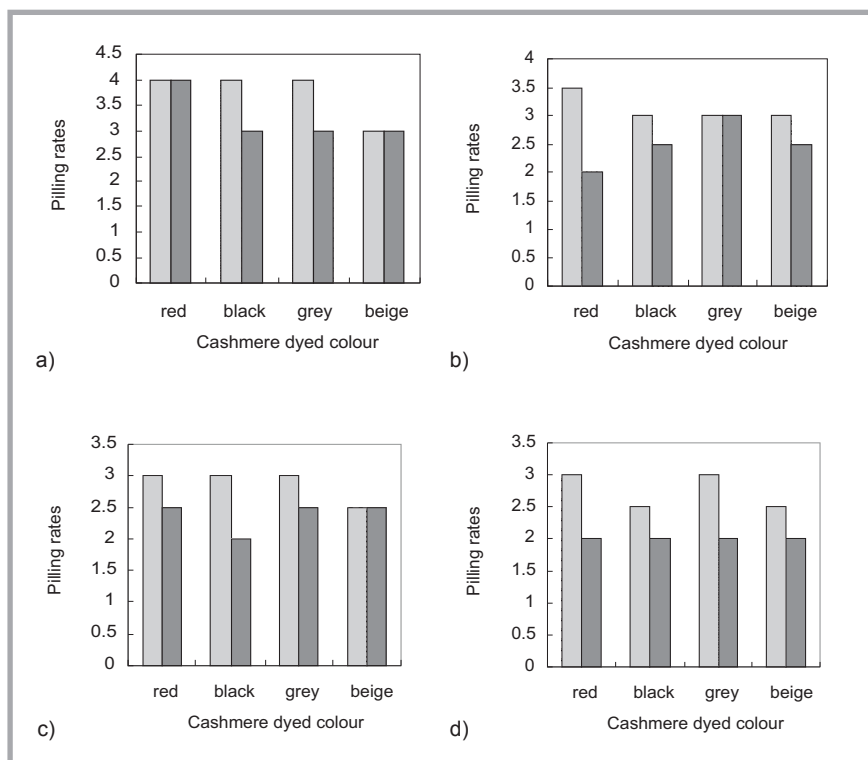 4.5
4
3.5
3
2.5
2
1.5
1
0.5
0
Pilling rates
red black grey beige
Cashmere dyed colour
a)
4
3.5
3
2.5
2
1.5
1
0.5
0
Pilling rates
red black grey beige
Cashmere dyed colour
b)
3.5
3
2.5
2
1.5
1
0.5
0
Pilling rates
red black grey beige
Cashmere dyed colour
c)
3.5
3
2.5
2
1.5
1
0.5
0
Pilling rates
red black grey beige
Cashmere dyed colour
d)